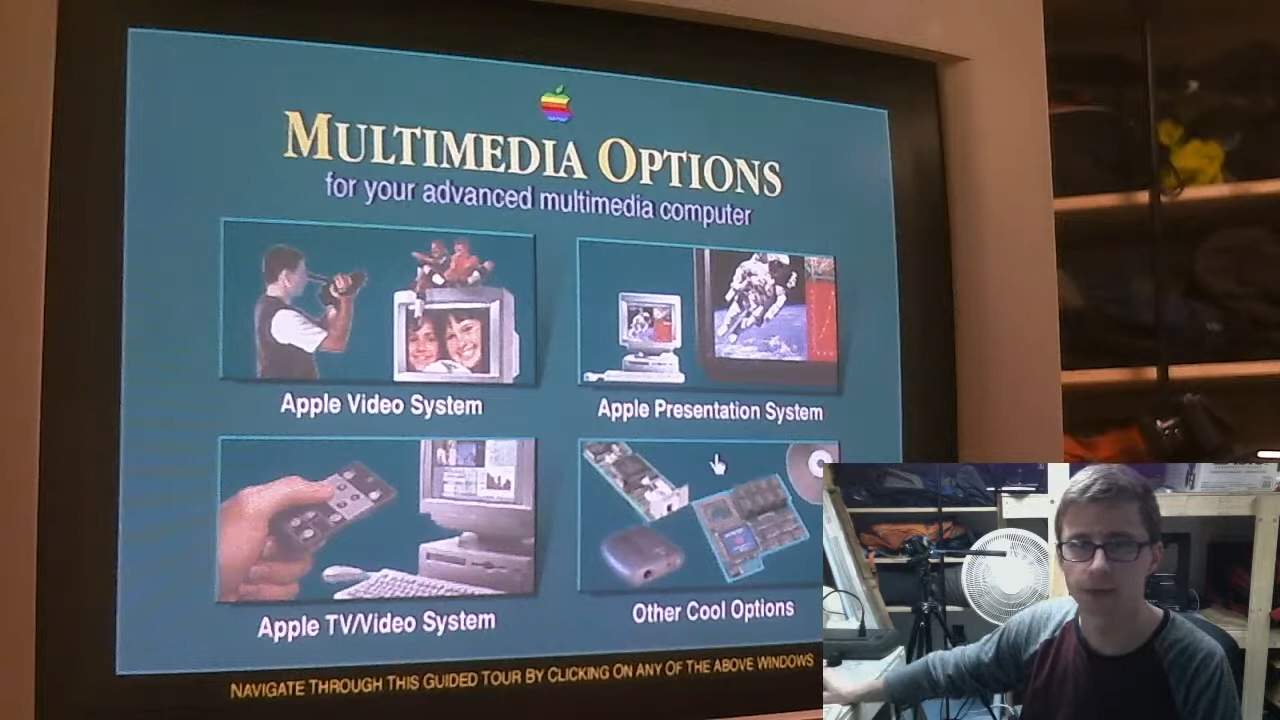 MULTIMEDIA OPTIONS
for your advanced multimedia computer
Apple Video System
Apple Presentation System
Apple TV/Video System
Other Cool Options
NAVIGATE THROUGH THIS GUIDED TOUR BY CLICKING ON ANY OF THE ABOVE WINDOWS